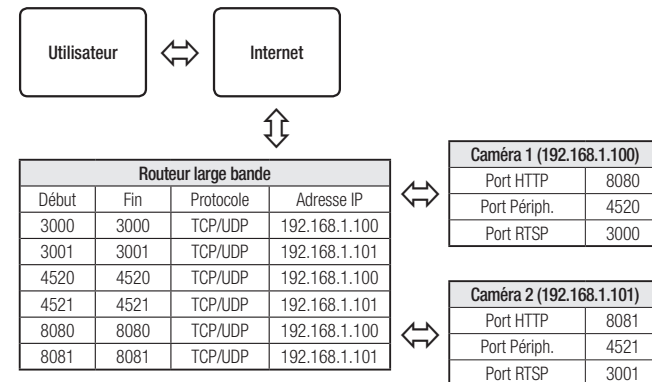 Utilisateur
Internet
Routeur large bande
Début Fin Protocole Adresse IP
3000 3000 TCP/UDP 192.168.1.100
3001 3001 TCP/UDP 192.168.1.101
4520 4520 TCP/UDP 192.168.1.100
4521 4521 TCP/UDP 192.168.1.101
8080 8080 TCP/UDP 192.168.1.100
8081 8081 TCP/UDP 192.168.1.101
Caméra 1 (192.168.1.100)
Port HTTP 8080
Port Périph. 4520
Port RTSP 3000
Caméra 2 (192.168.1.101)
Port HTTP 8081
Port Périph. 4521
Port RTSP 3001